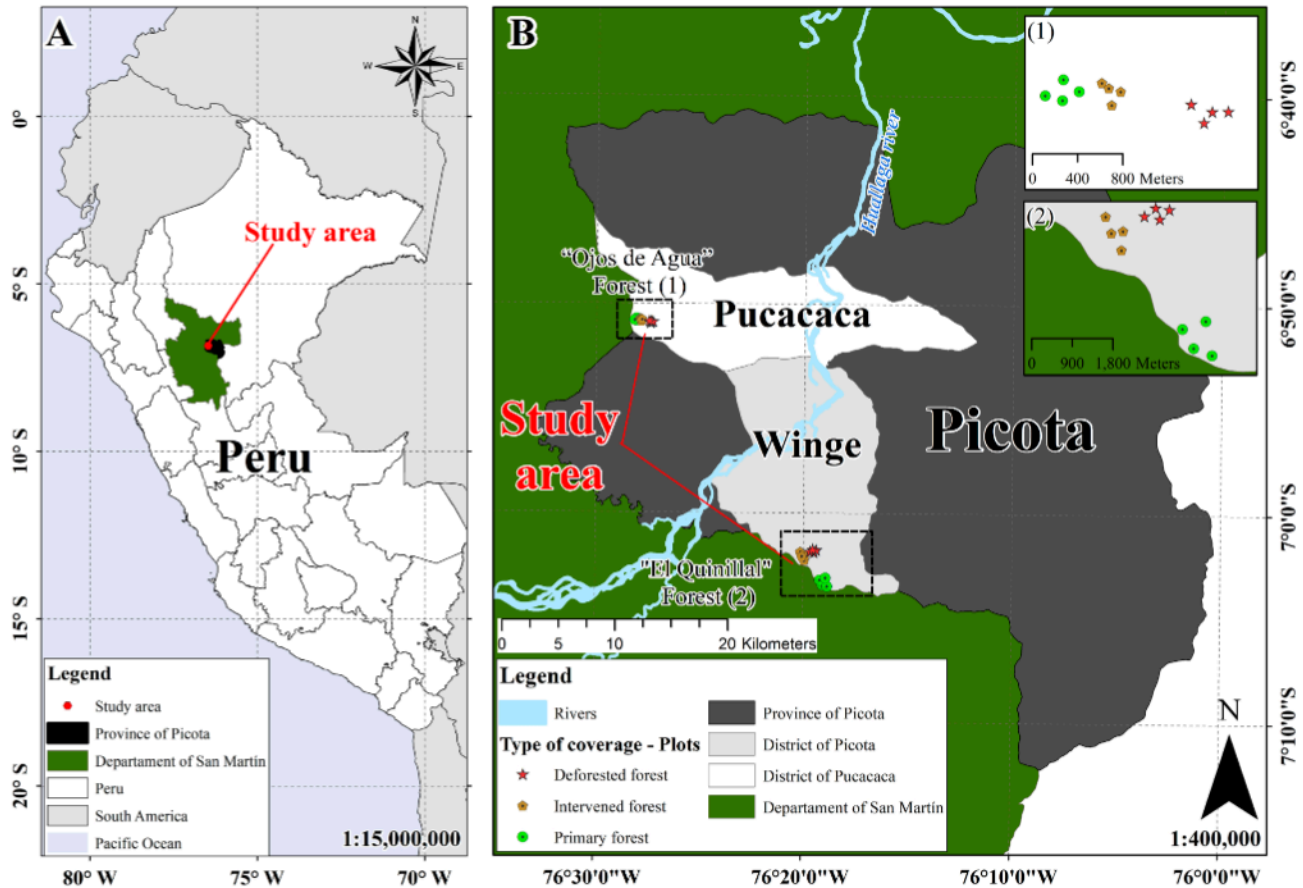 A
N
W
E
S
0°
5°S
10°S
15°S
20°S
Study area
Peru
Legend
Study area
Province of Picota
Departament of San Martín
Peru
South America
Pacific Ocean
1:15,000,000
80°W
75°W
70°W
B
Huallaga river
"Ojos de Agua"
Forest (1)
Pucacaca
Study
area
Winge
Picota
"El Quinillal"
Forest (2)
0 5 10 20 Kilometers
(1)
0 400 800 Meters
(2)
0 900 1,800 Meters
6°40'0"S
6°50'0"S
7°0'0"S
7°10'0"S
Legend
Rivers
Type of coverage - Plots
Deforested forest
Intervened forest
Primary forest
Province of Picota
District of Picota
District of Pucacaca
Departament of San Martín
N
1:400,000
76°30'0"W
76°20'0"W
76°10'0"W
76°0'0"W